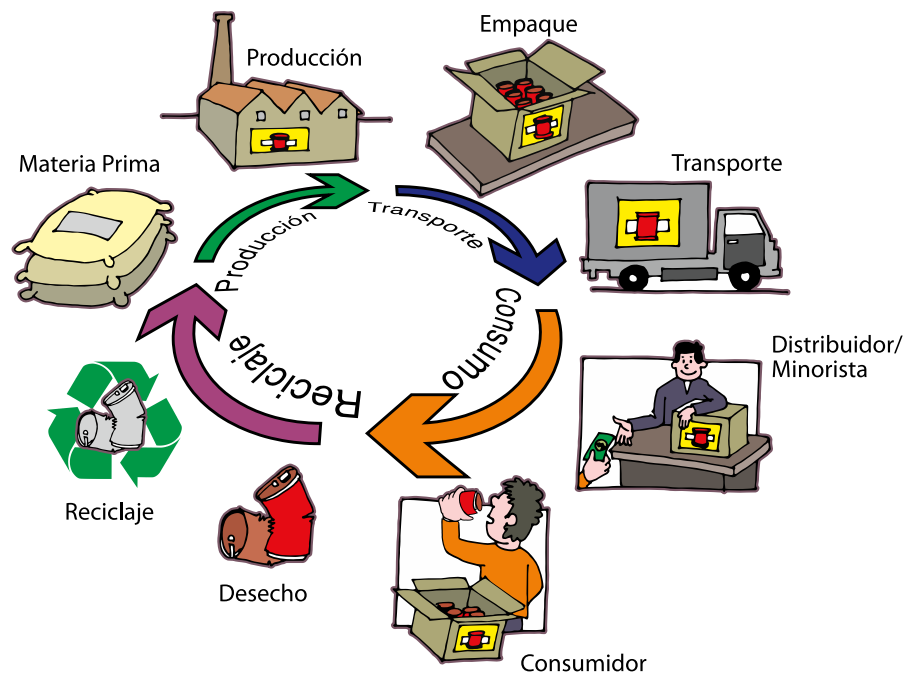 Empaque
Producción
Materia Prima
Transporte
Producción
Transporte
Consumo
Reciclaje
Distribuidor/
Minorista
Reciclaje
Desecho
Consumidor